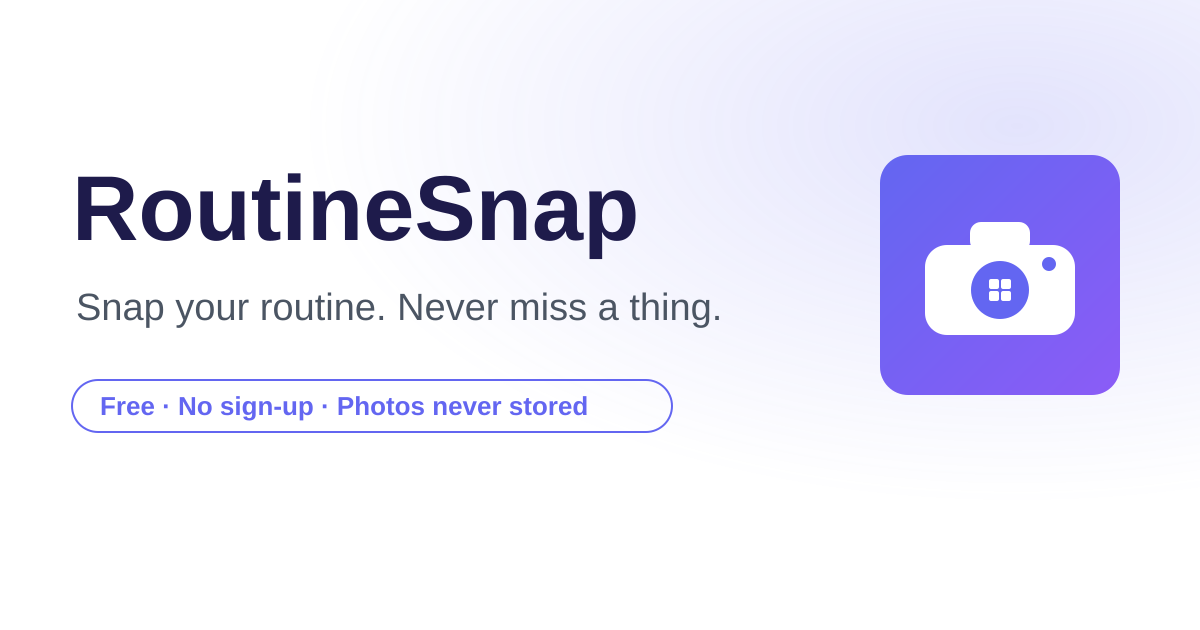 RoutineSnap
Snap your routine. Never miss a thing.
Free · No sign-up · Photos never stored